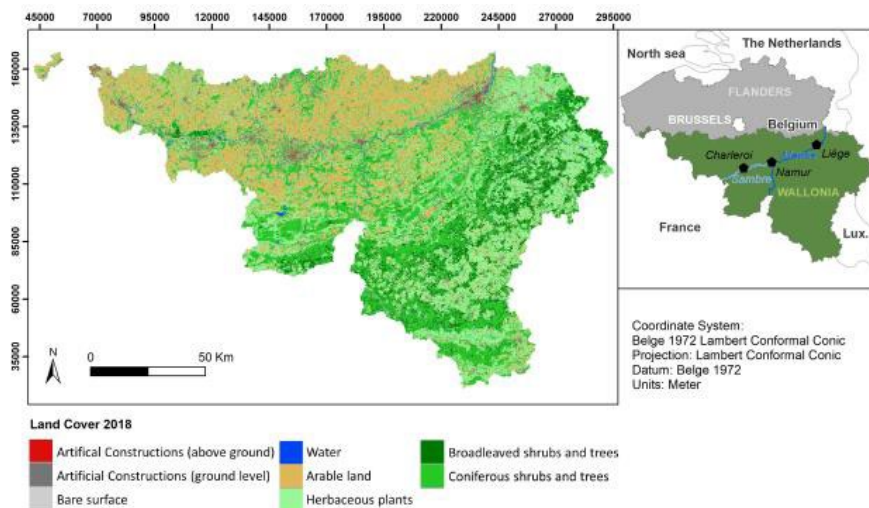 45000 70000 95000 120000 145000 170000 195000 220000 245000 270000 295000
160000
135000
110000
85000
60000
35000
N
0 50 Km
The Netherlands
North sea
FLANDERS
BRUSSELS
Belgium
Charleroi
Liège
Namur
Sambre
WALLONIA
France
Lux.
Coordinate System:
Belge 1972 Lambert Conformal Conic
Projection: Lambert Conformal Conic
Datum: Belge 1972
Units: Meter
Land Cover 2018
Artifical Constructions (above ground)
Artificial Constructions (ground level)
Bare surface
Water
Arable land
Herbaceous plants
Broadleaved shrubs and trees
Coniferous shrubs and trees